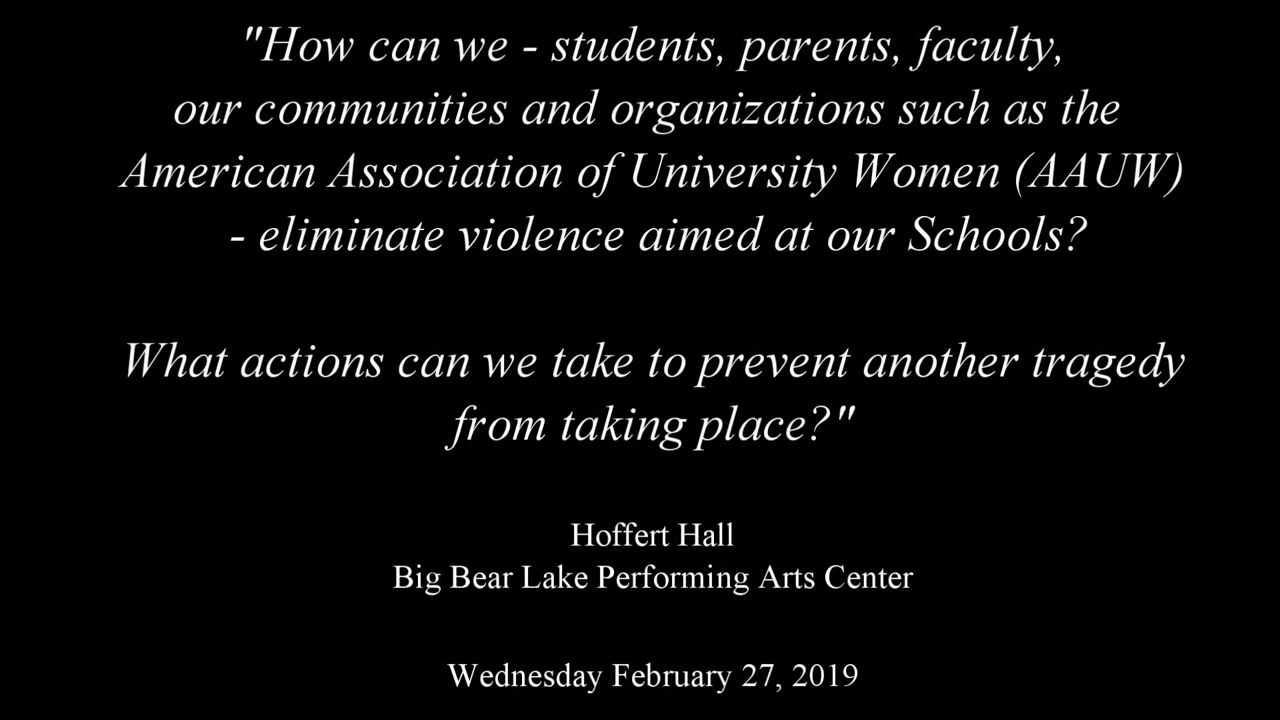 "How can we - students, parents, faculty,
our communities and organizations such as the
American Association of University Women (AAUW)
- eliminate violence aimed at our Schools?
What actions can we take to prevent another tragedy
from taking place?"
Hoffert Hall
Big Bear Lake Performing Arts Center
Wednesday February 27, 2019